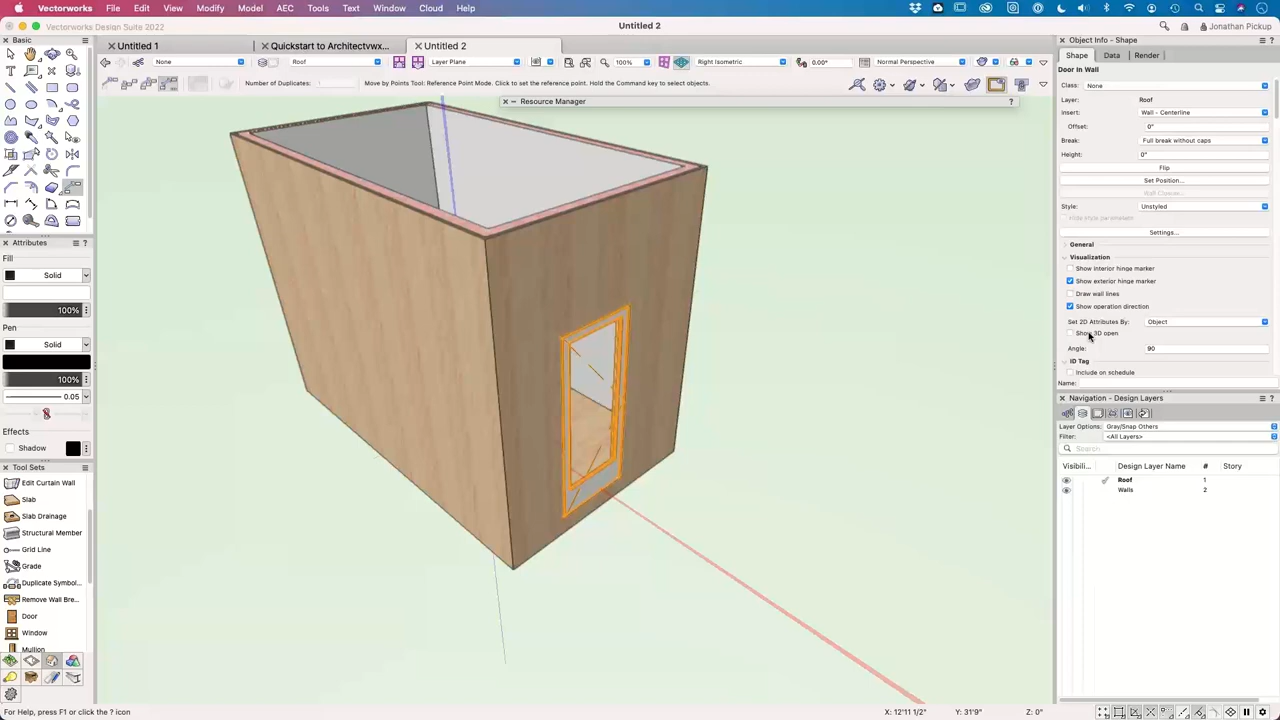 Vectorworks File Edit View Modify Model AEC Tools Text Window Cloud Help
Vectorworks Design Suite 2022
Untitled 2
Jonathan Pickup
Basic
Untitled 1
Quickstart to Architectvwx...
Untitled 2
None
Roof
Layer Plane
100%
Right Isometric
0.00°
Normal Perspective
Number of Duplicates:
Move by Points Tool: Reference Point Mode. Click to set the reference point. Hold the Command key to select objects.
Resource Manager
?
Attributes
Fill
Solid
100%
Pen
Solid
100%
0.05
Effects
Shadow
Tool Sets
Edit Curtain Wall
Slab
Slab Drainage
Structural Member
Grid Line
Grade
Duplicate Symbol...
Remove Wall Bre...
Door
Window
Mullion
For Help, press F1 or click the ? icon
X: 12'11 1/2"
Y: 31'9"
Z: 0"
Object Info - Shape
Shape
Data
Render
Door in Wall
Class: None
Layer: Roof
Insert: Wall - Centerline
Offset: 0"
Break: Full break without caps
Height: 0"
Flip
Set Position...
Style: Unstyled
Hide style parameters
Settings...
General
Visualization
Show interior hinge marker
Show exterior hinge marker
Draw wall lines
Show operation direction
Set 2D Attributes By: Object
Show 3D open
Angle: 90
ID Tag
Include on schedule
Name:
Navigation - Design Layers
Layer Options: Gray/Snap Others
Filter: <All Layers>
Search
Visibili... Design Layer Name # Story
Roof 1
Walls 2